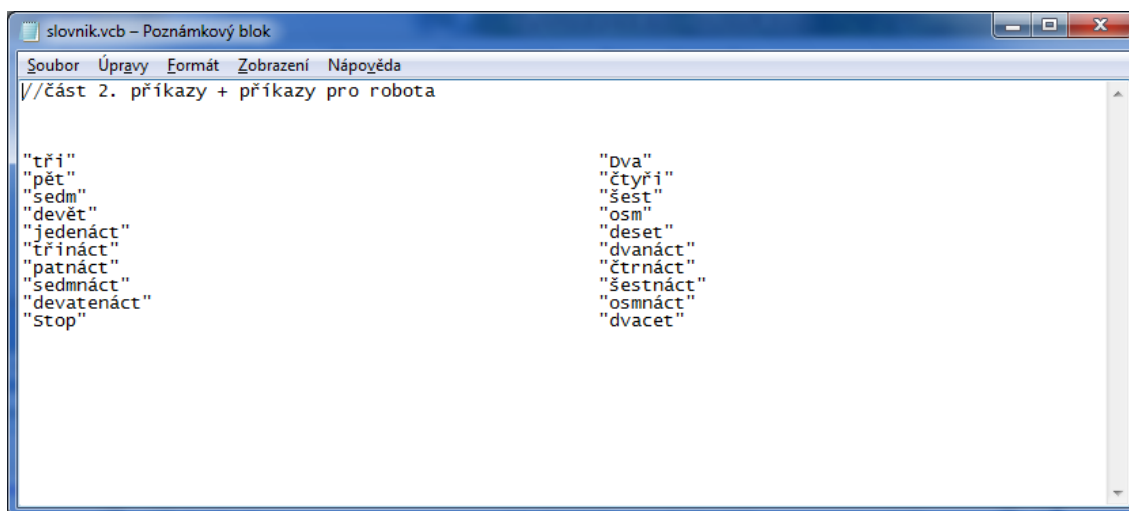 slovnik.vcb – Poznámkový blok
Soubor Úpravy Formát Zobrazení Nápověda
//část 2. příkazy + příkazy pro robota
"tři" "Dva"
"pět" "čtyři"
"sedm" "šest"
"devět" "osm"
"jedenáct" "deset"
"třináct" "dvanáct"
"patnáct" "čtrnáct"
"sedmnáct" "šestnáct"
"devatenáct" "osmnáct"
"Stop" "dvacet"